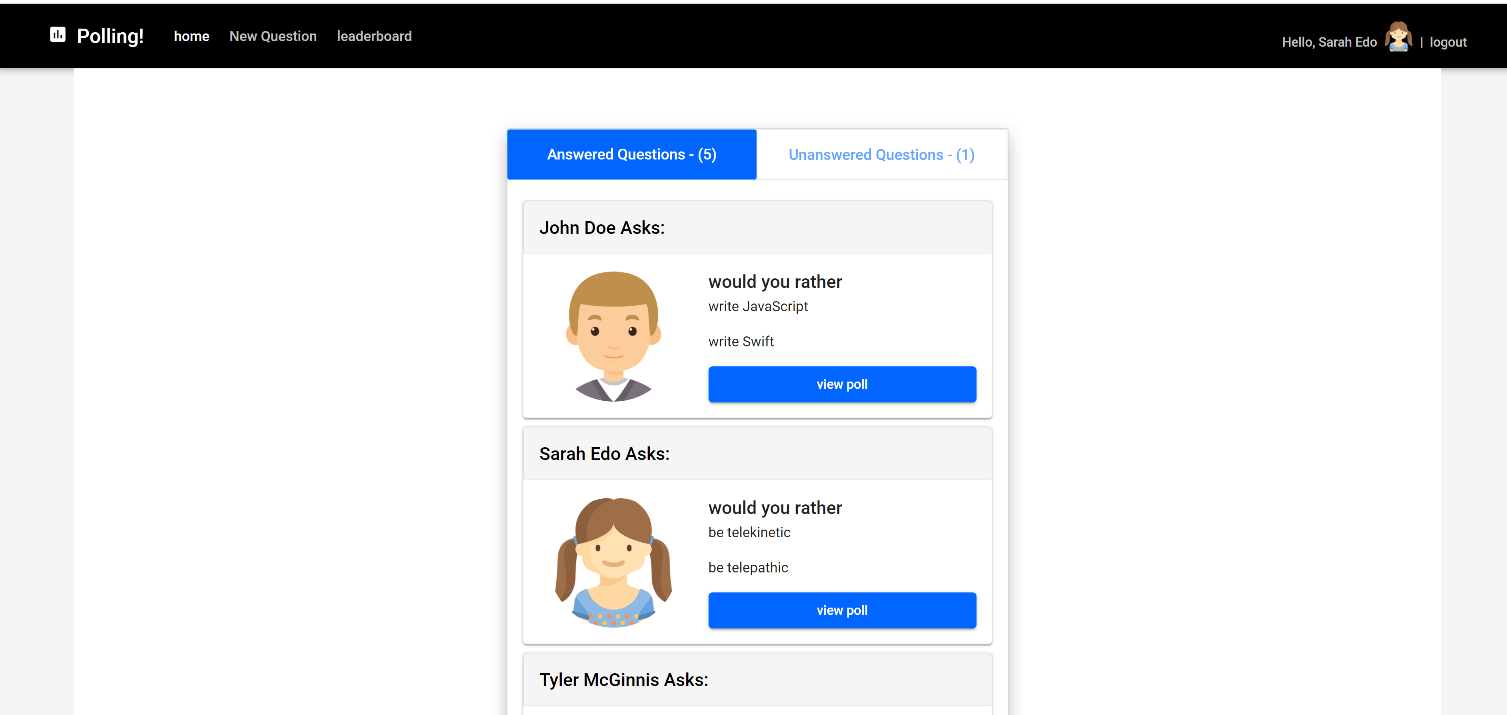 Polling! home New Question leaderboard Hello, Sarah Edo | logout
Answered Questions - (5) Unanswered Questions - (1)
John Doe Asks:
would you rather
write JavaScript
write Swift
view poll
Sarah Edo Asks:
would you rather
be telekinetic
be telepathic
view poll
Tyler McGinnis Asks: